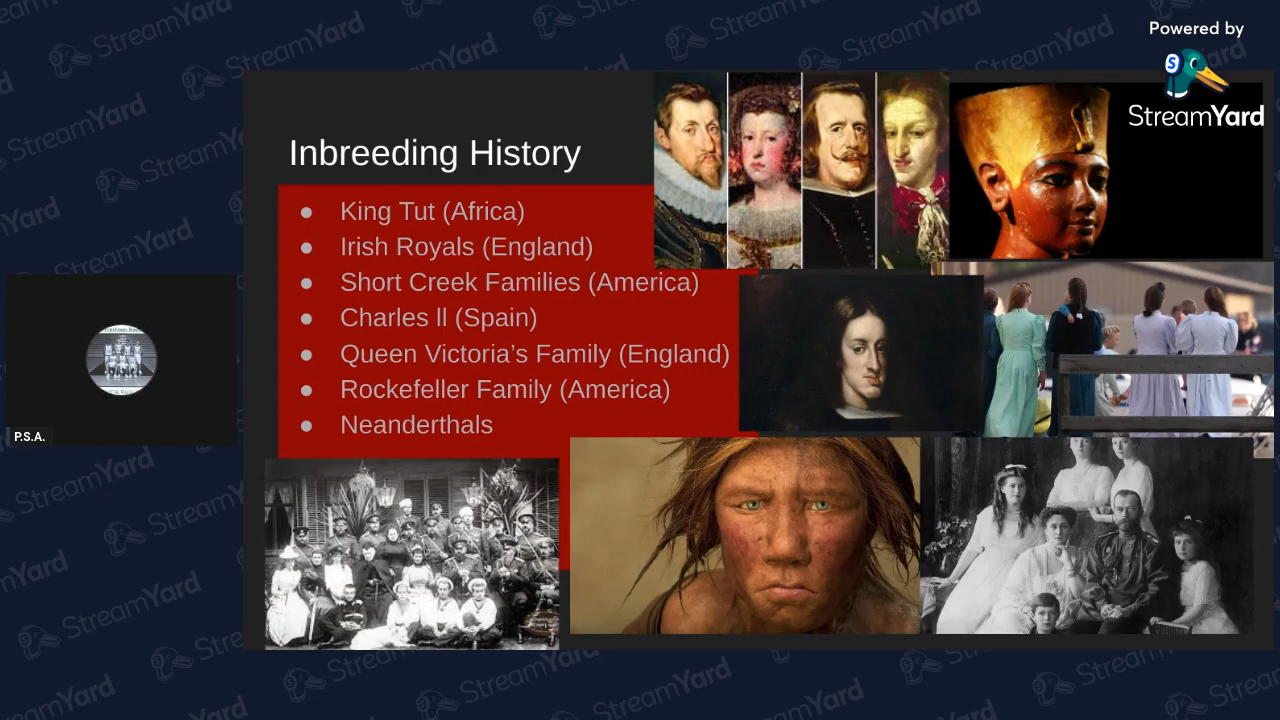 Powered by
StreamYard
Inbreeding History
● King Tut (Africa)
● Irish Royals (England)
● Short Creek Families (America)
● Charles ll (Spain)
● Queen Victoria’s Family (England)
● Rockefeller Family (America)
● Neanderthals
P.S.A.